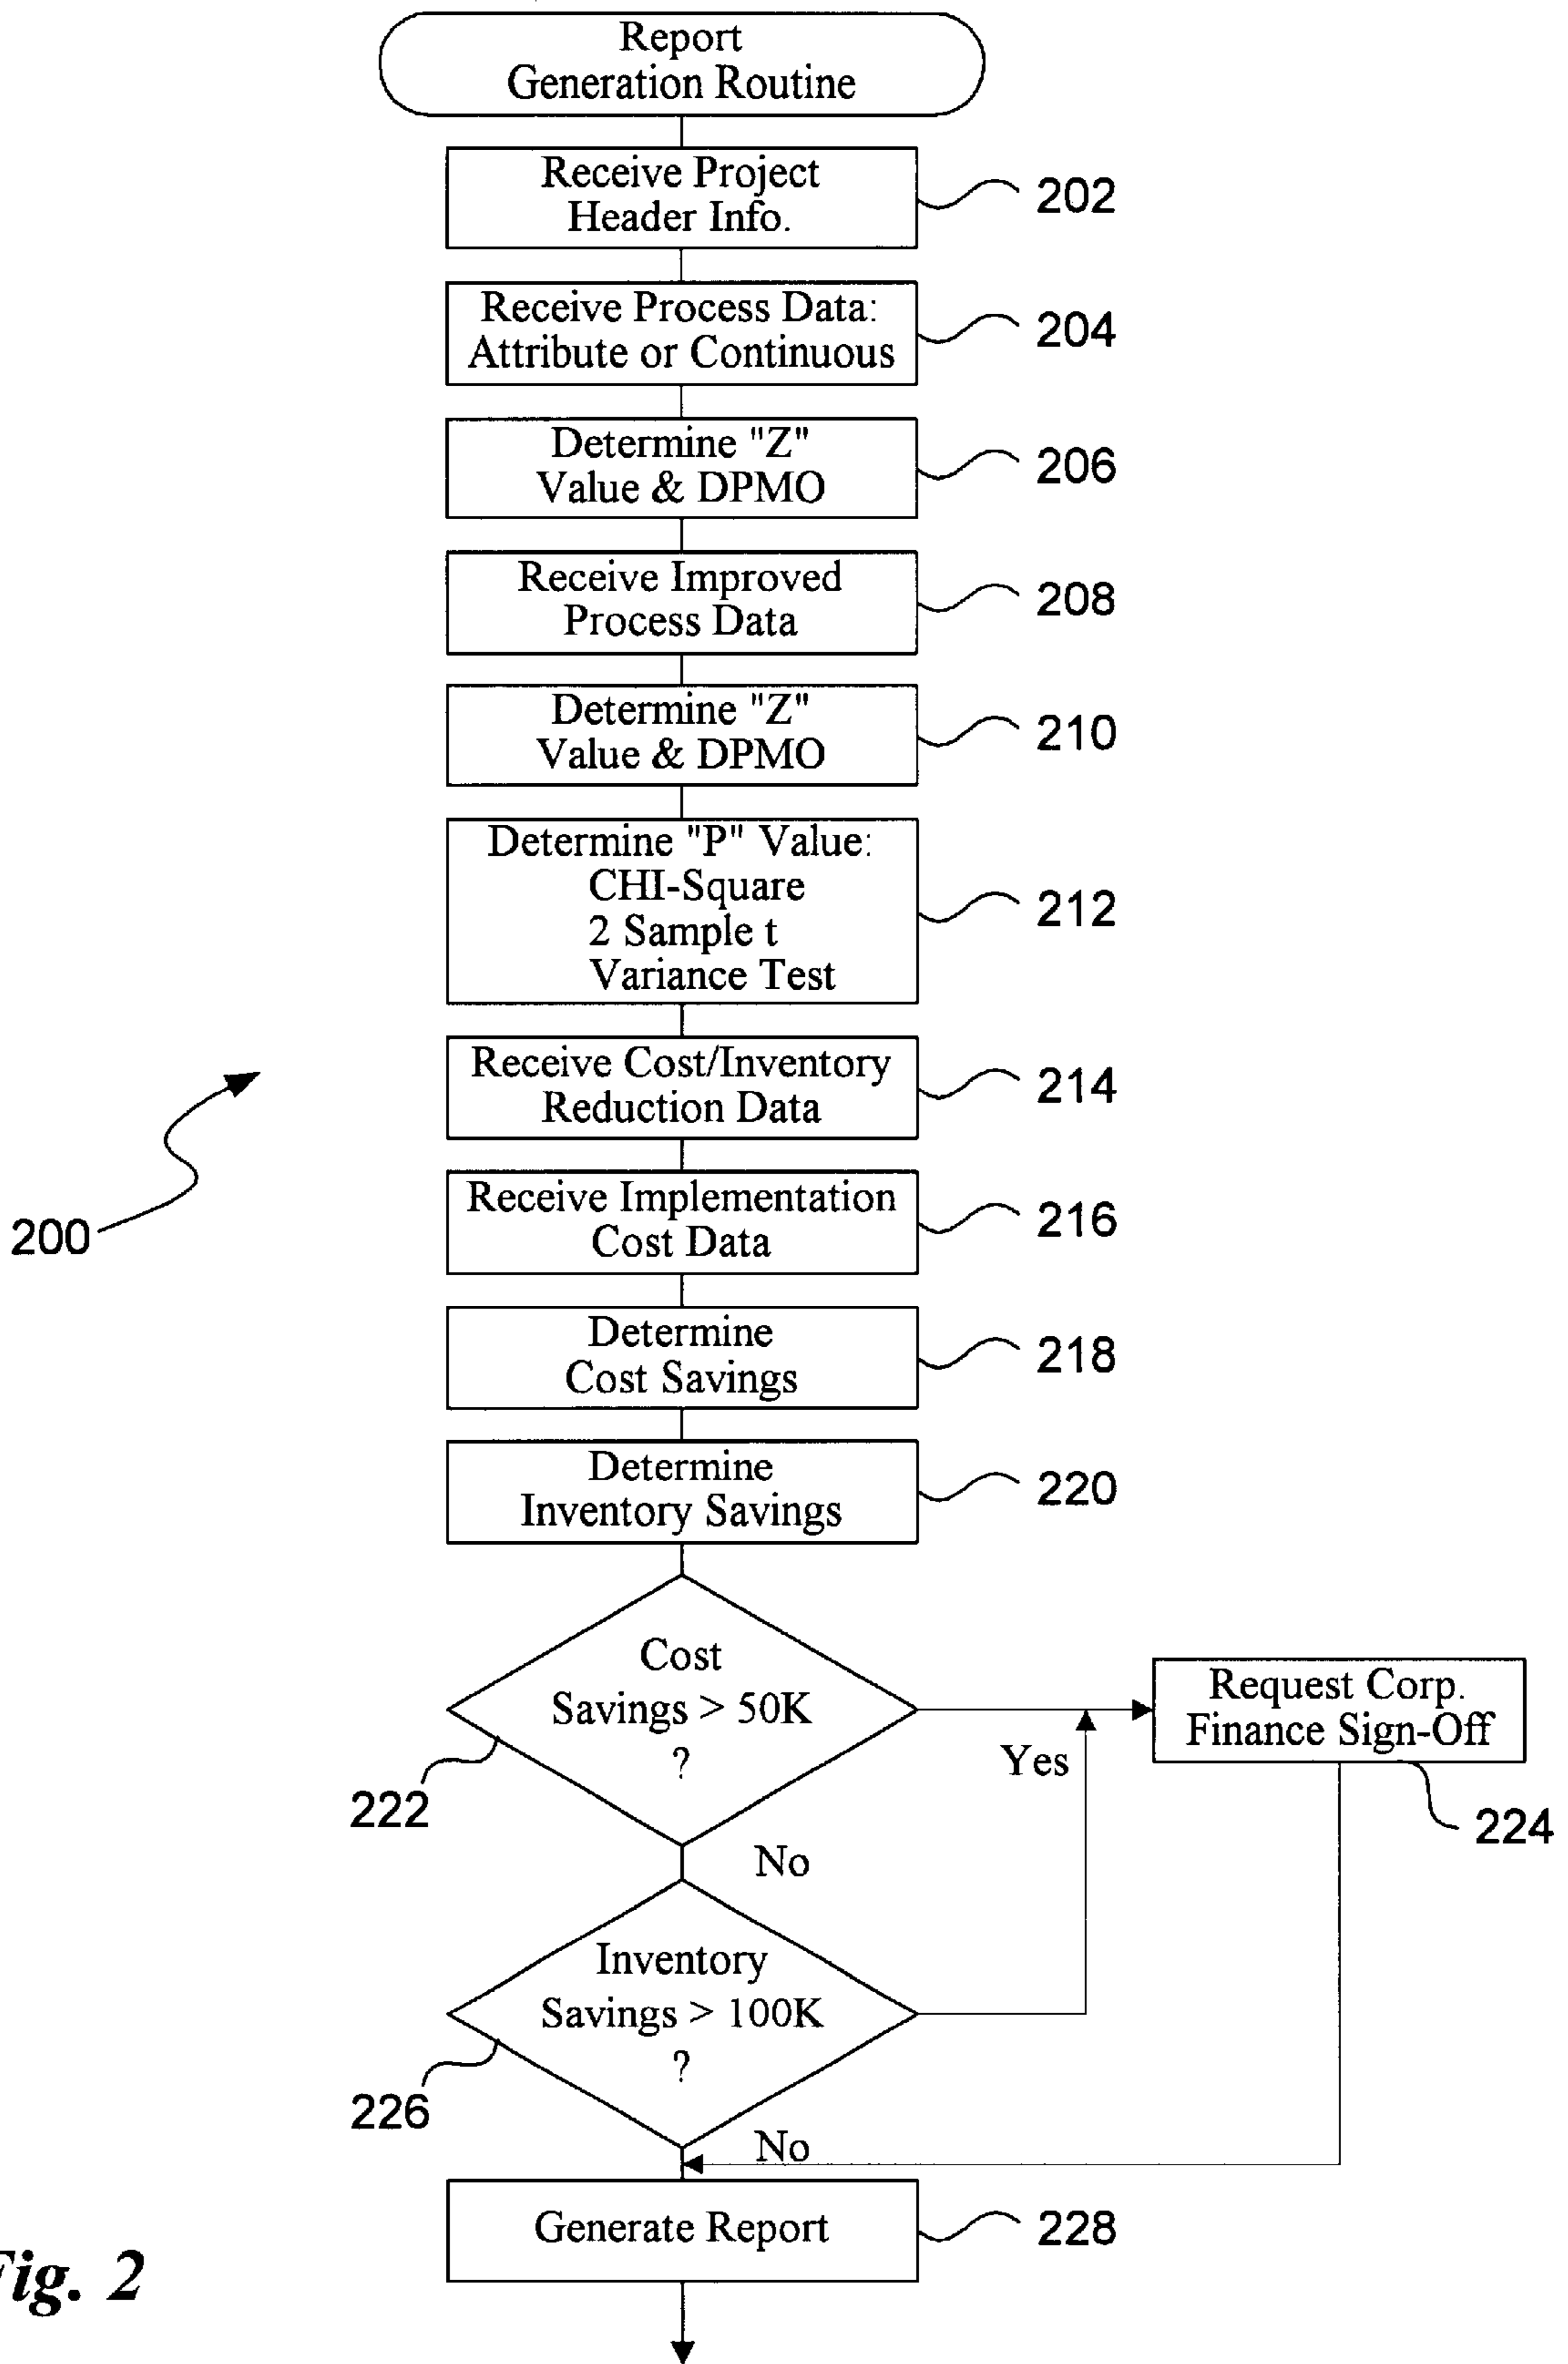 Report
Generation Routine
Receive Project
Header Info.
202
Receive Process Data:
Attribute or Continuous
204
Determine "Z"
Value & DPMO
206
Receive Improved
Process Data
208
Determine "Z"
Value & DPMO
210
Determine "P" Value:
CHI-Square
2 Sample t
Variance Test
212
Receive Cost/Inventory
Reduction Data
214
200
Receive Implementation
Cost Data
216
Determine
Cost Savings
218
Determine
Inventory Savings
220
Cost
Savings > 50K
?
222
Yes
Request Corp.
Finance Sign-Off
224
No
Inventory
Savings > 100K
?
226
No
Generate Report
228
Fig. 2